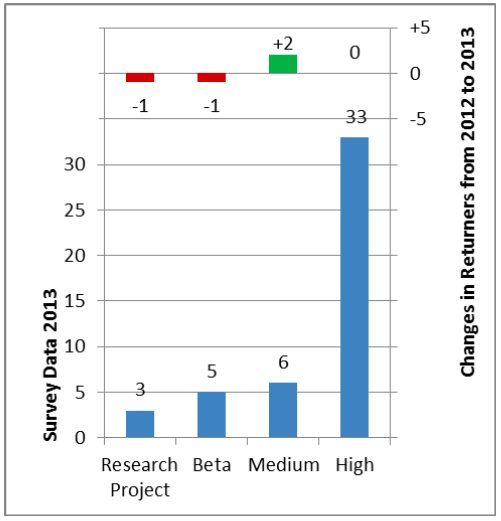 +2
0
-1
-1
+5
0
-5
Changes in Returners from 2012 to 2013
33
30
25
20
15
10
5
0
Survey Data 2013
3
5
6
Research
Project
Beta
Medium
High